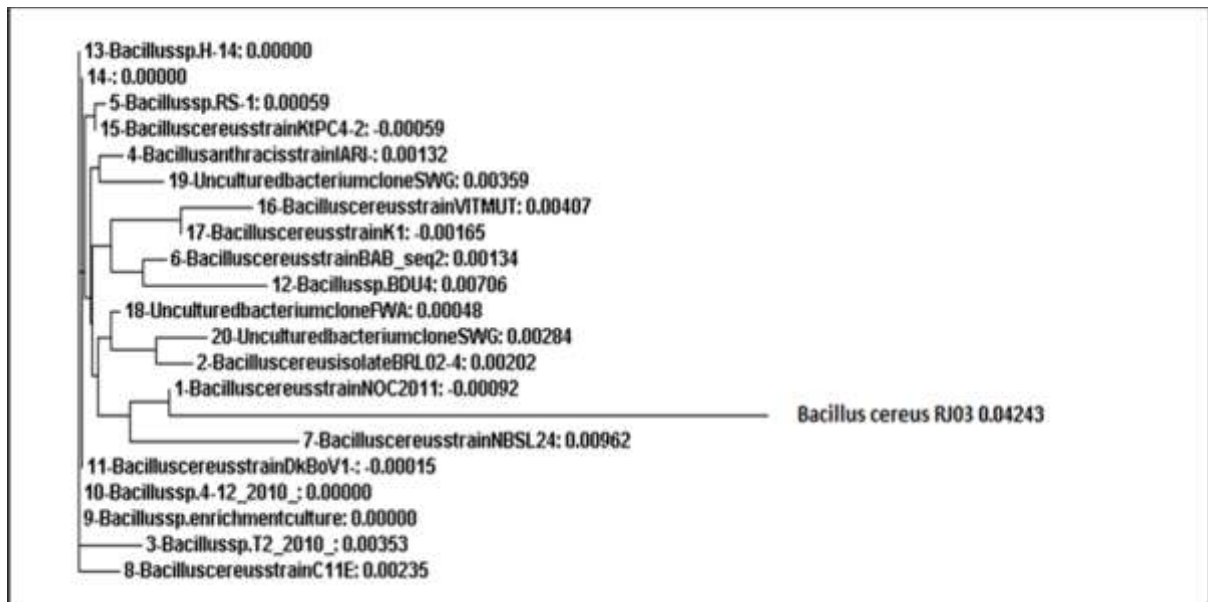 13-Bacillussp.H-14: 0.00000
14-: 0.00000
5-Bacillussp.RS-1: 0.00059
15-BacilluscereusstrainKtPC4-2: -0.00059
4-BacillusanthracisstrainIARI-: 0.00132
19-UnculturedbacteriumcloneSWG: 0.00359
16-BacilluscereusstrainVITMUT: 0.00407
17-BacilluscereusstrainK1: -0.00165
6-BacilluscereusstrainBAB_seq2: 0.00134
12-Bacillussp.BDU4: 0.00706
18-UnculturedbacteriumcloneFWA: 0.00048
20-UnculturedbacteriumcloneSWG: 0.00284
2-BacilluscereusisolateBRL02-4: 0.00202
1-BacilluscereusstrainNOC2011: -0.00092
Bacillus cereus RJ03 0.04243
7-BacilluscereusstrainNBSL24: 0.00962
11-BacilluscereusstrainDkBoV1-: -0.00015
10-Bacillussp.4-12_2010_: 0.00000
9-Bacillussp.enrichmentculture: 0.00000
3-Bacillussp.T2_2010_: 0.00353
8-BacilluscereusstrainC11E: 0.00235